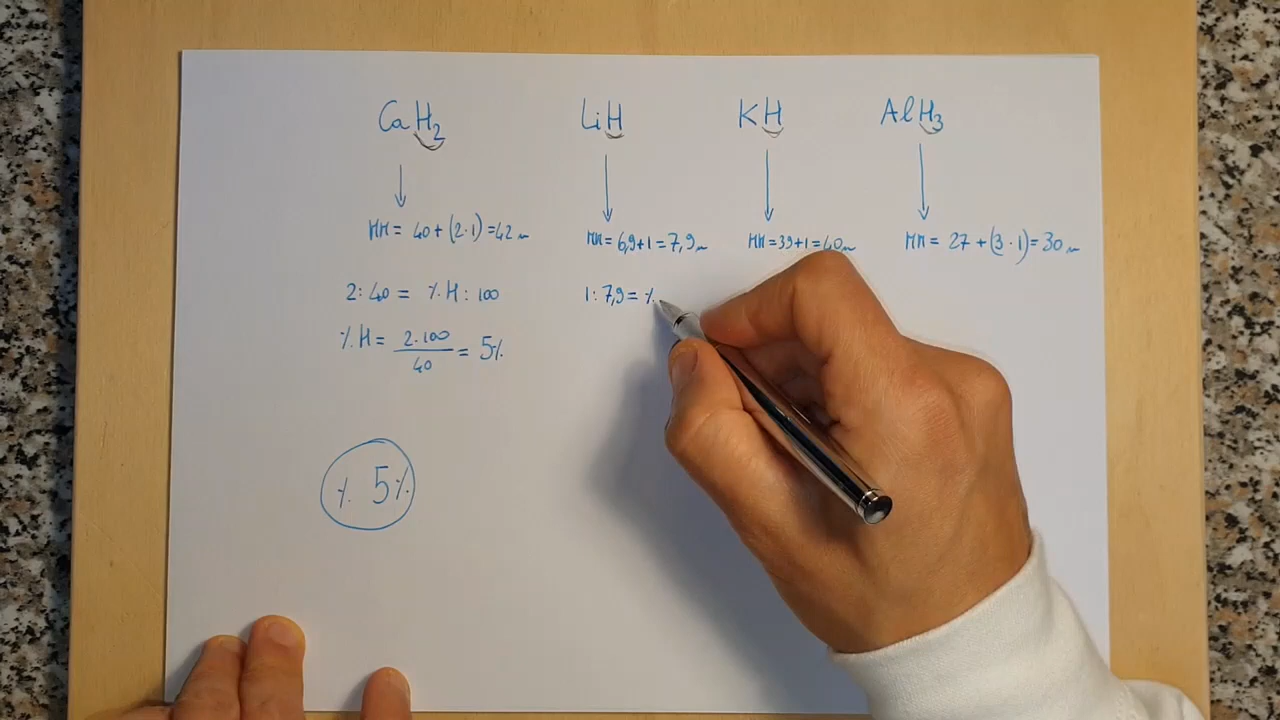 CaH2 LiH KH AlH3
MM = 40 + (2·1) = 42 MM = 6,9 + 1 = 7,9 MM = 39 + 1 = 40 MM = 27 + (3·1) = 30
2 : 40 = %H : 100 1 : 7,9 = %
%H = 2·100 / 40 = 5%
% 5%